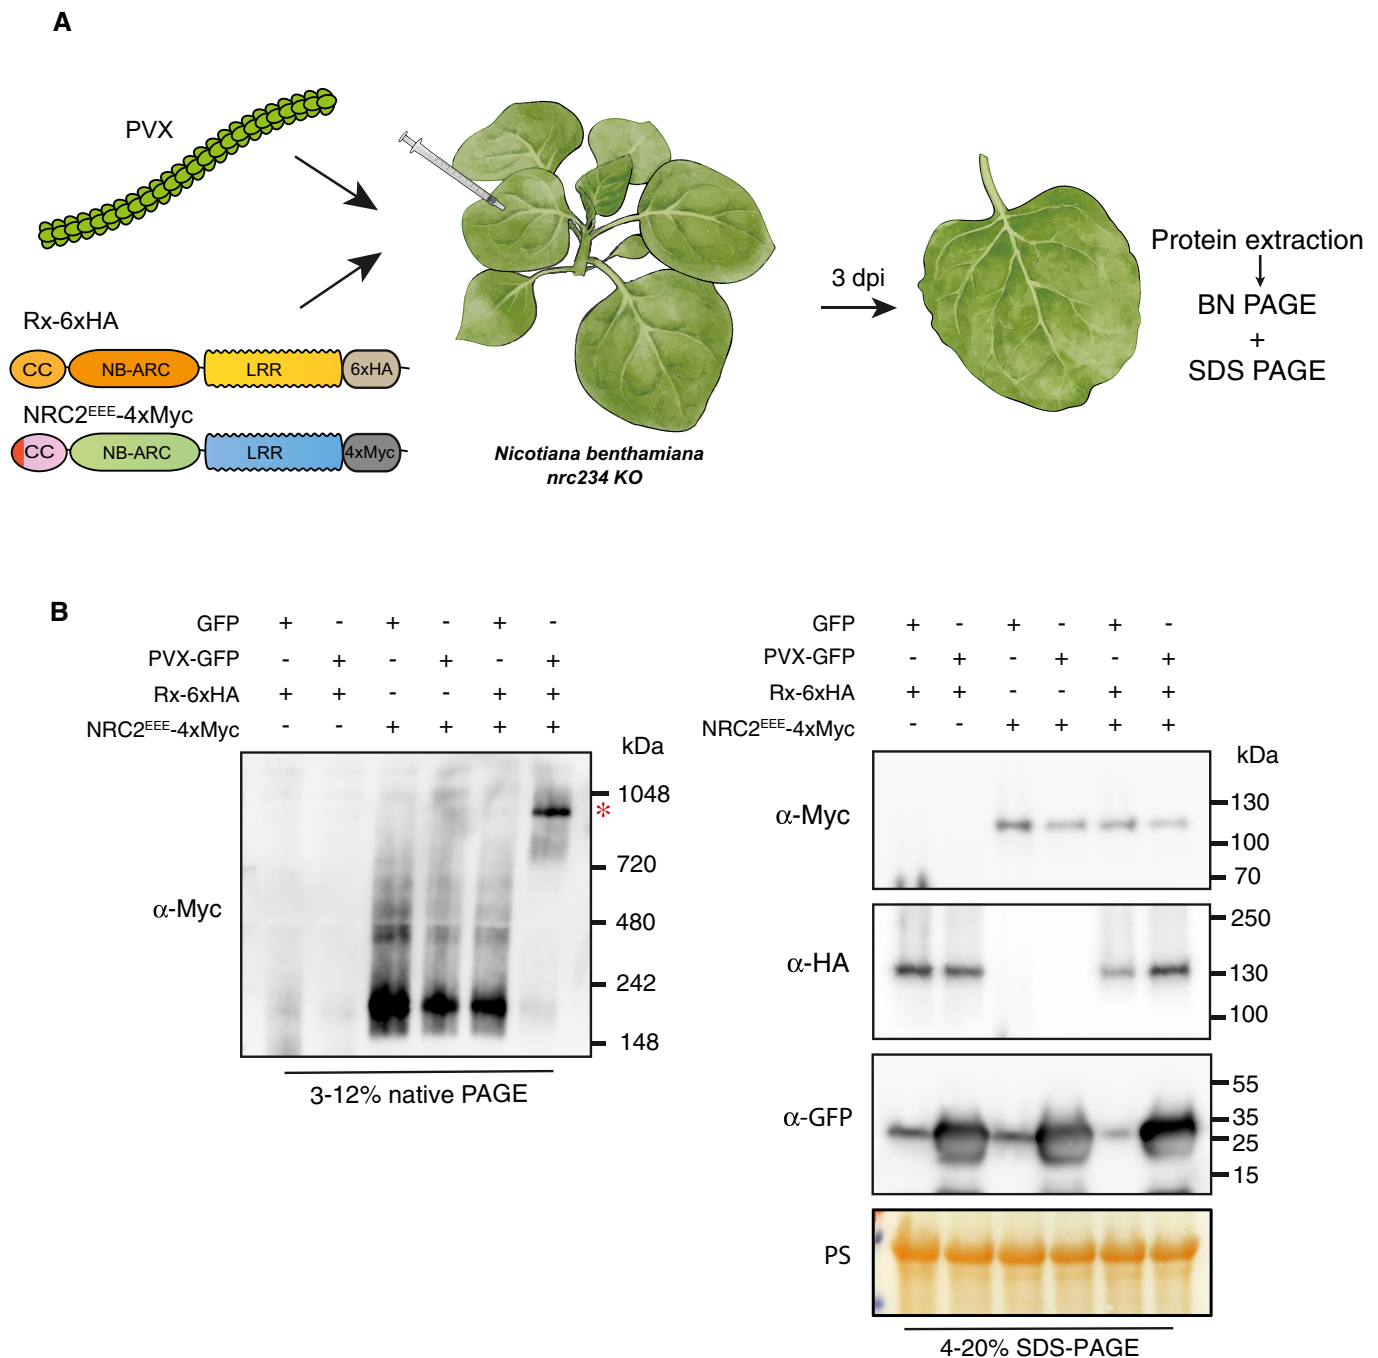 A
PVX
Rx-6xHA
CC NB-ARC LRR 6xHA
NRC2ᴱᴱᴱ-4xMyc
CC NB-ARC LRR 4xMyc
Nicotiana benthamiana
nrc234 KO
3 dpi
Protein extraction
BN PAGE
+
SDS PAGE
B
GFP + - + - + -
PVX-GFP - + - + - +
Rx-6xHA + + - - + +
NRC2ᴱᴱᴱ-4xMyc - - + + + +
kDa
1048
*
720
480
242
148
α-Myc
3-12% native PAGE
GFP + - + - + -
PVX-GFP - + - + - +
Rx-6xHA + + - - + +
NRC2ᴱᴱᴱ-4xMyc - - + + + +
kDa
α-Myc
130
100
70
α-HA
250
130
100
α-GFP
55
35
25
15
PS
4-20% SDS-PAGE